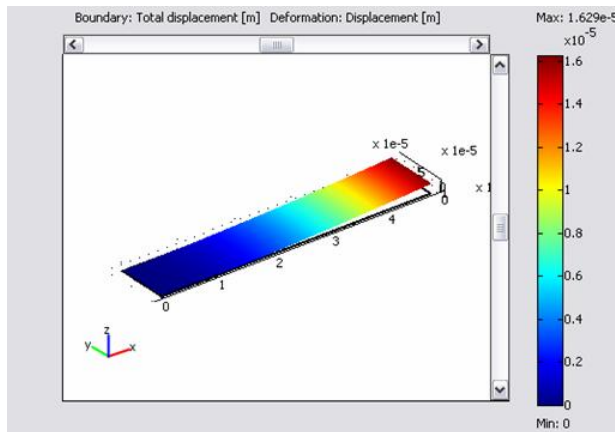 Boundary: Total displacement [m] Deformation: Displacement [m]
Max: 1.629e-5
x10-5
1.6
1.4
1.2
1
0.8
0.6
0.4
0.2
0
Min: 0
x 1e-5
x 1e-5
x 1
5
0
0
4
3
2
1
0
z
y
x